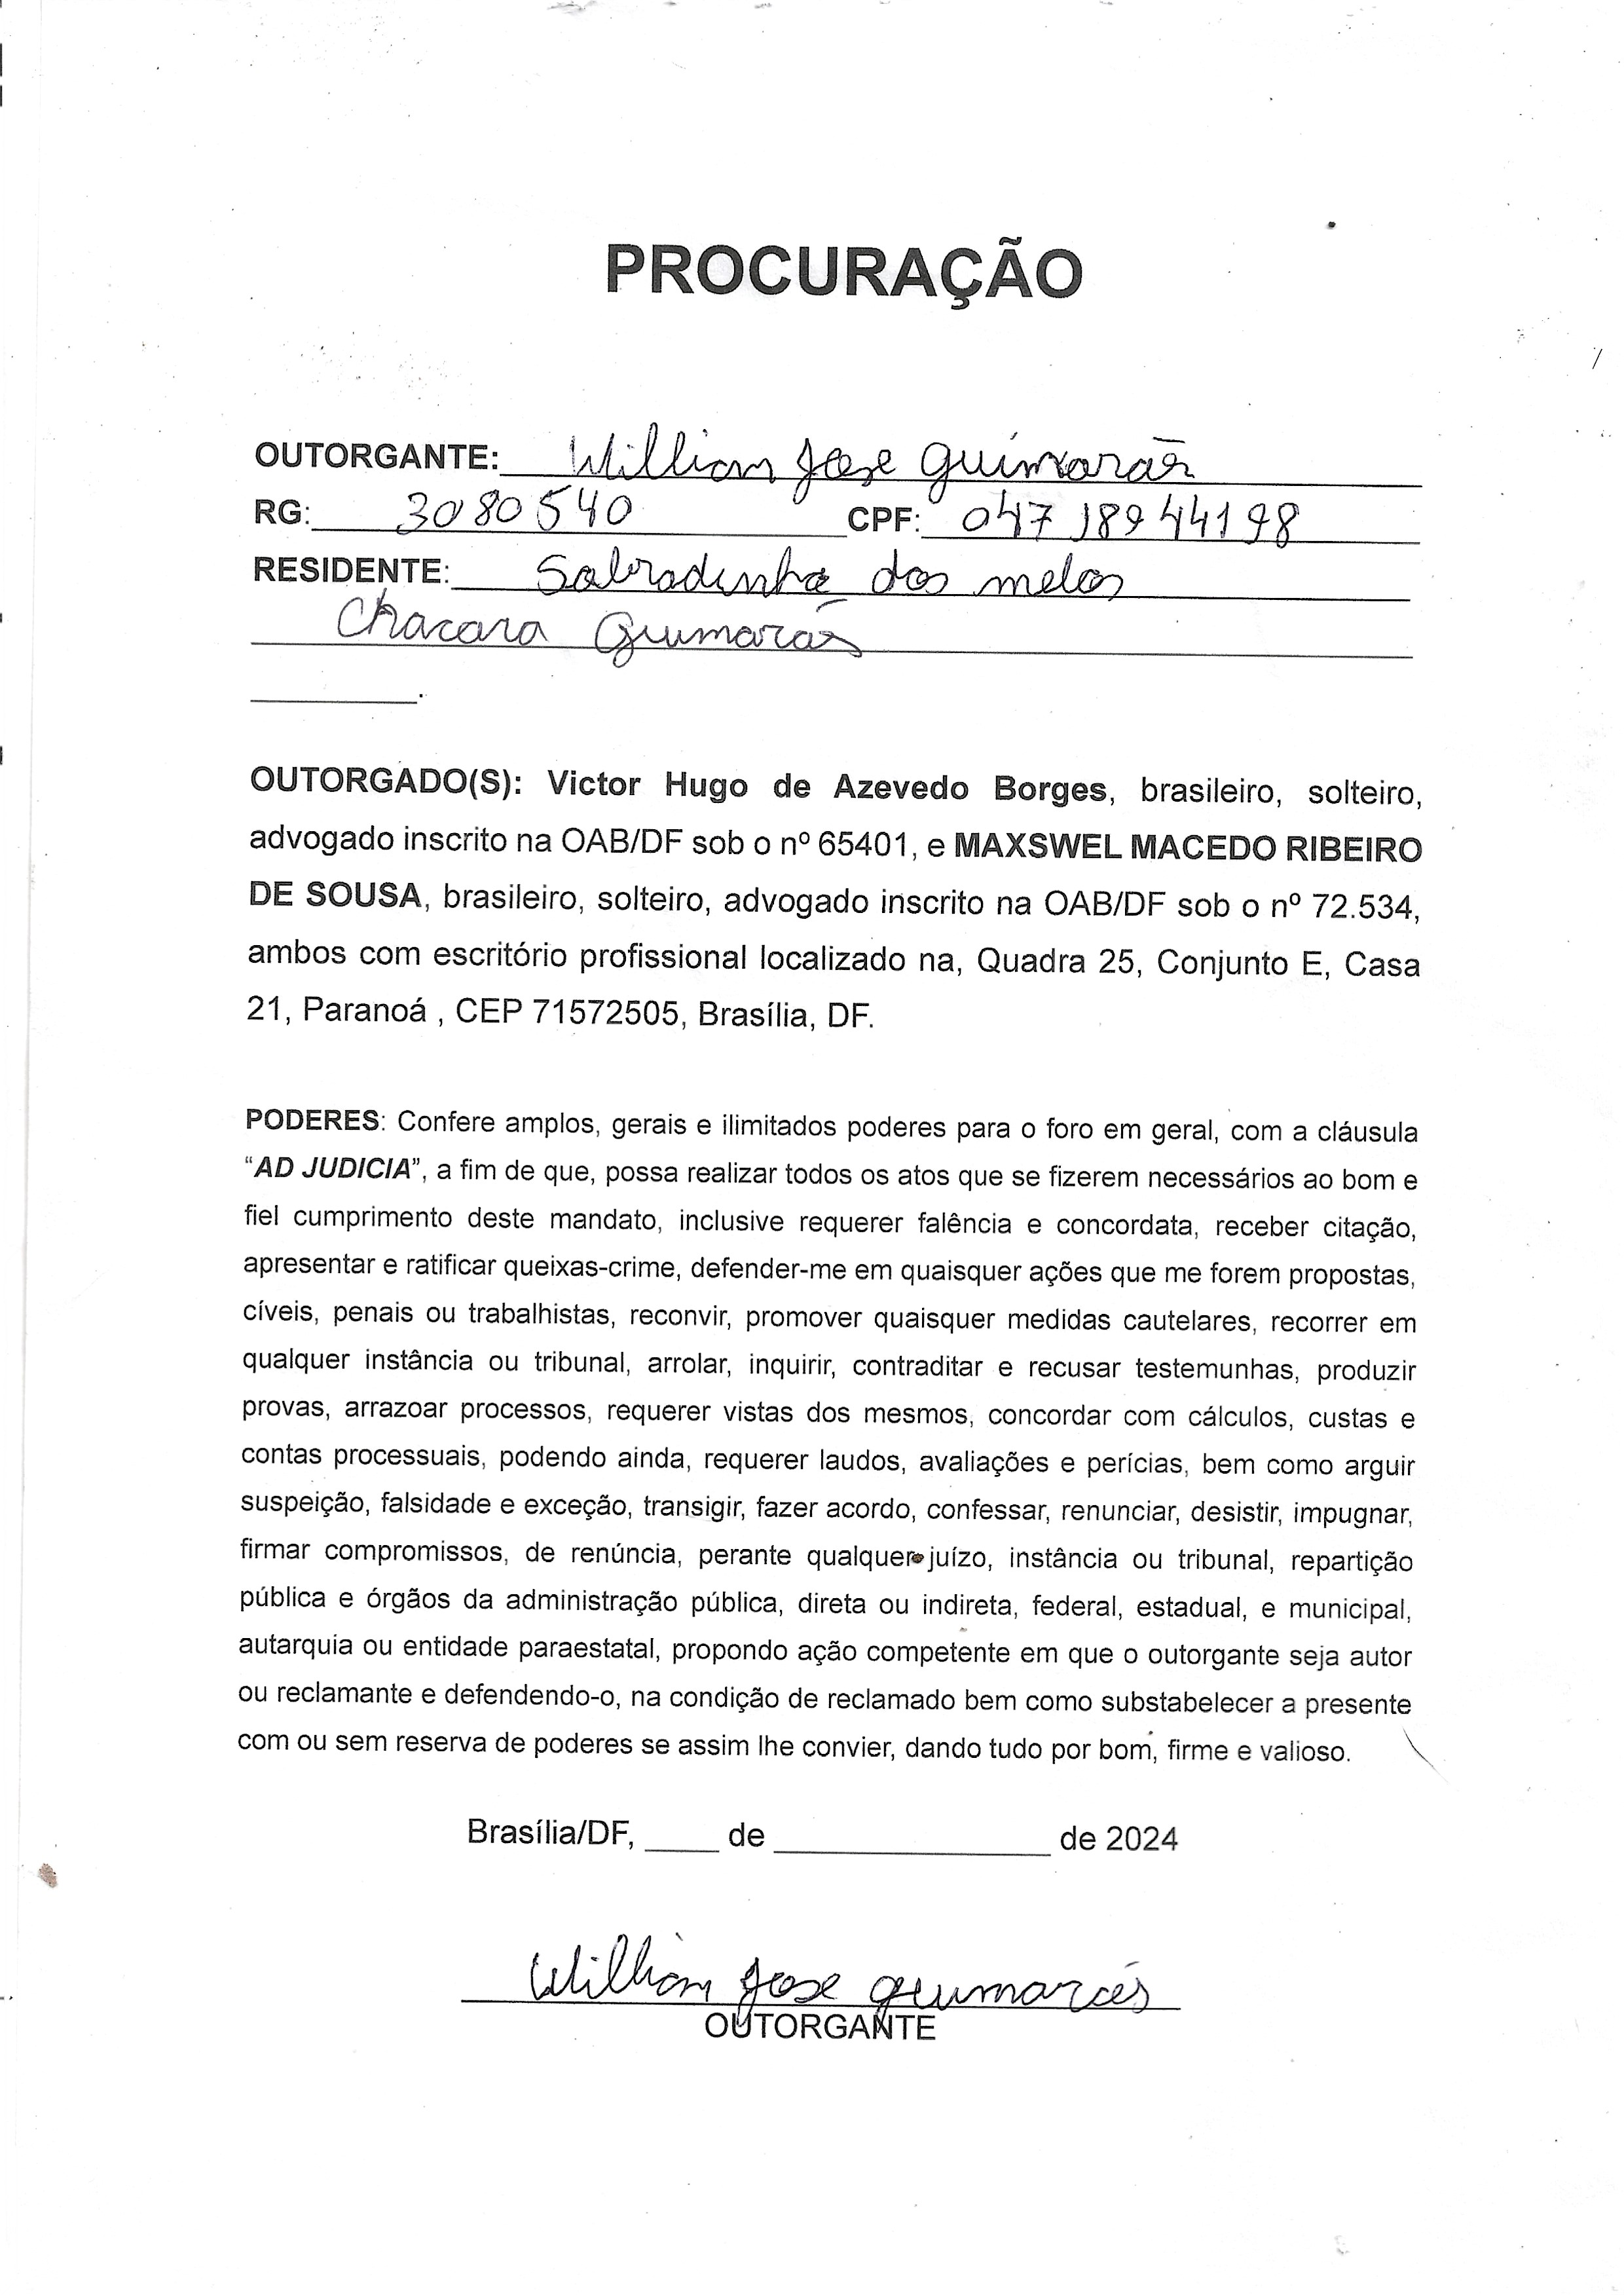 PROCURAÇÃO
OUTORGANTE: Willian Jose Guimarães
RG: 3080540 CPF: 047 189 441 98
RESIDENTE: Sobradinho dos melos
Chacara Guimarães
.
OUTORGADO(S): Victor Hugo de Azevedo Borges, brasileiro, solteiro,
advogado inscrito na OAB/DF sob o nº 65401, e MAXSWEL MACEDO RIBEIRO
DE SOUSA, brasileiro, solteiro, advogado inscrito na OAB/DF sob o nº 72.534,
ambos com escritório profissional localizado na, Quadra 25, Conjunto E, Casa
21, Paranoá , CEP 71572505, Brasília, DF.
PODERES: Confere amplos, gerais e ilimitados poderes para o foro em geral, com a cláusula
“AD JUDICIA”, a fim de que, possa realizar todos os atos que se fizerem necessários ao bom e
fiel cumprimento deste mandato, inclusive requerer falência e concordata, receber citação,
apresentar e ratificar queixas-crime, defender-me em quaisquer ações que me forem propostas,
cíveis, penais ou trabalhistas, reconvir, promover quaisquer medidas cautelares, recorrer em
qualquer instância ou tribunal, arrolar, inquirir, contraditar e recusar testemunhas, produzir
provas, arrazoar processos, requerer vistas dos mesmos, concordar com cálculos, custas e
contas processuais, podendo ainda, requerer laudos, avaliações e perícias, bem como arguir
suspeição, falsidade e exceção, transigir, fazer acordo, confessar, renunciar, desistir, impugnar,
firmar compromissos, de renúncia, perante qualquer juízo, instância ou tribunal, repartição
pública e órgãos da administração pública, direta ou indireta, federal, estadual, e municipal,
autarquia ou entidade paraestatal, propondo ação competente em que o outorgante seja autor
ou reclamante e defendendo-o, na condição de reclamado bem como substabelecer a presente
com ou sem reserva de poderes se assim lhe convier, dando tudo por bom, firme e valioso.
Brasília/DF, ____ de _______________ de 2024
Willian Jose Guimarães
OUTORGANTE